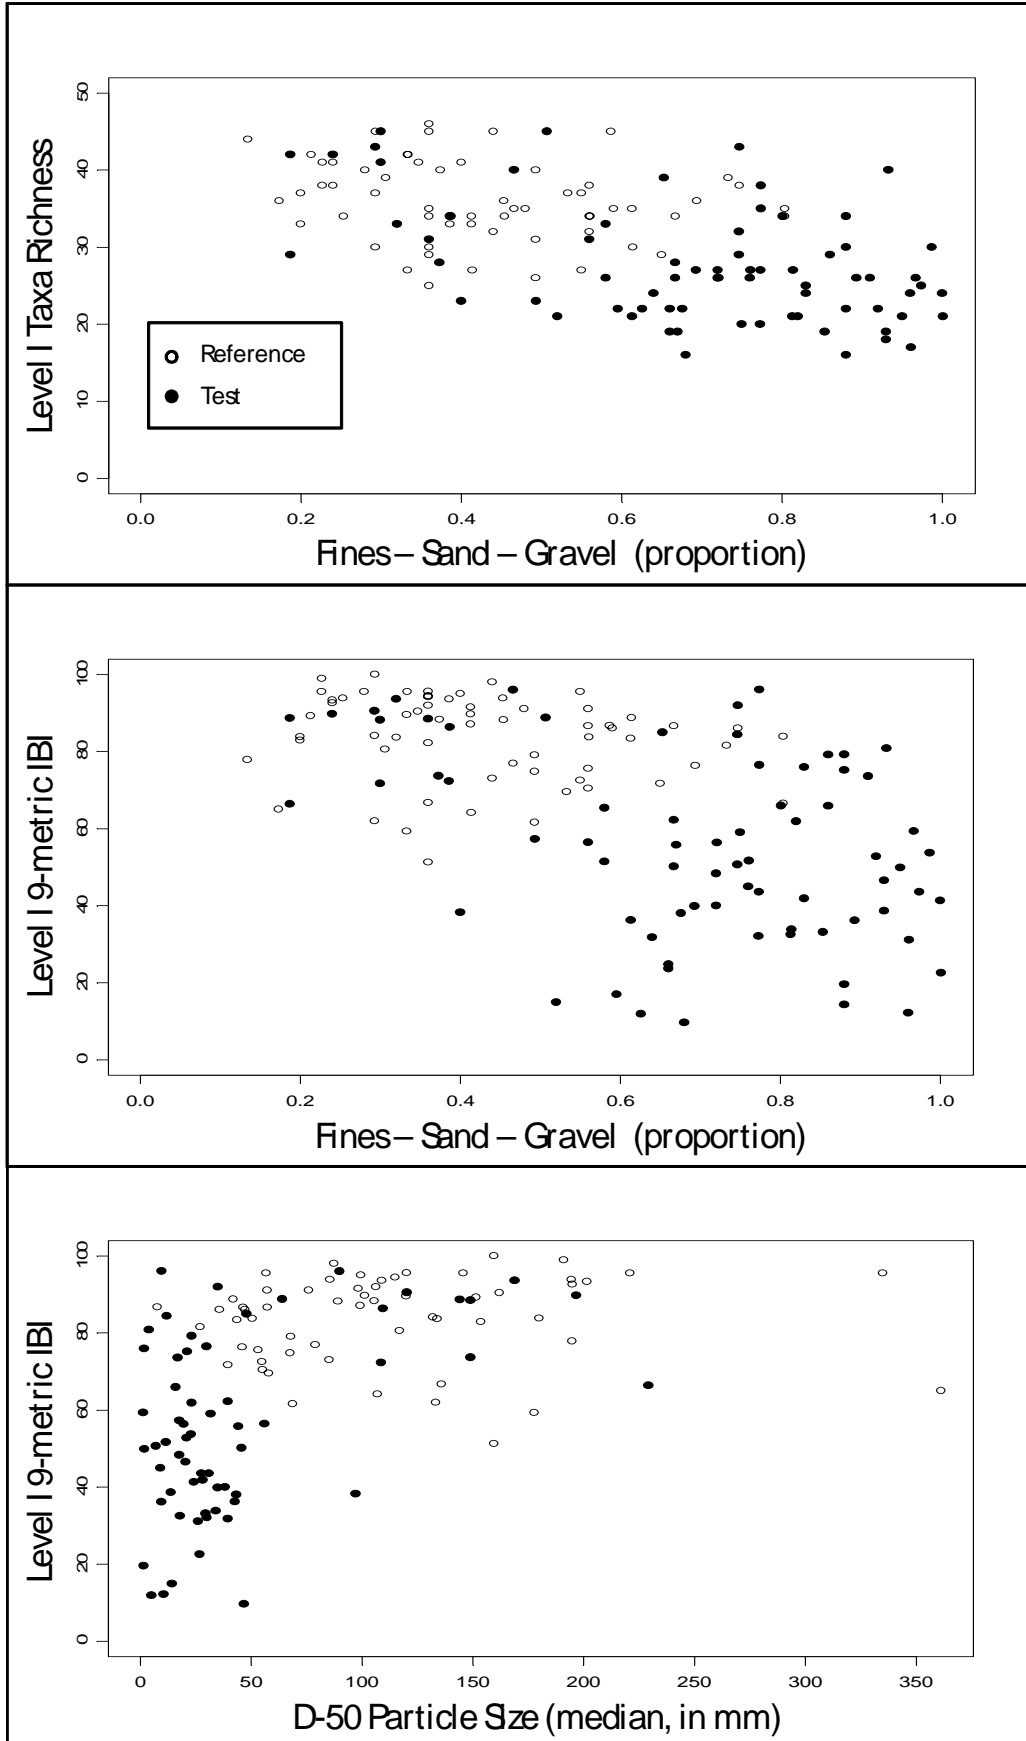 Level I Taxa Richness
50
40
30
20
10
0
Reference
Test
0.0 0.2 0.4 0.6 0.8 1.0
Fines – Sand – Gravel (proportion)
Level I 9-metric IBI
100
80
60
40
20
0
0.0 0.2 0.4 0.6 0.8 1.0
Fines – Sand – Gravel (proportion)
Level I 9-metric IBI
100
80
60
40
20
0
0 50 100 150 200 250 300 350
D-50 Particle Size (median, in mm)